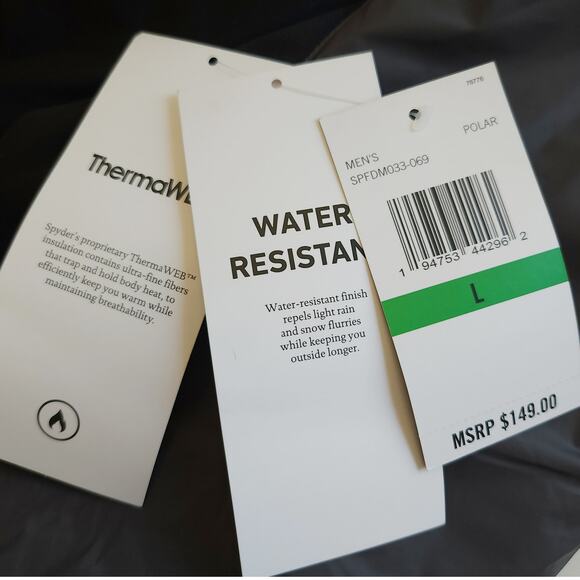 ThermaWE
Spyder's proprietary ThermaWEB™
insulation contains ultra-fine fibers
that trap and hold body heat, to
efficiently keep you warm while
maintaining breathability.
WATER
RESISTAN
Water-resistant finish
repels light rain
and snow flurries
while keeping you
outside longer.
78776
MEN'S POLAR
SPFDM033-069
1 94753 44296 2
L
MSRP $149.00